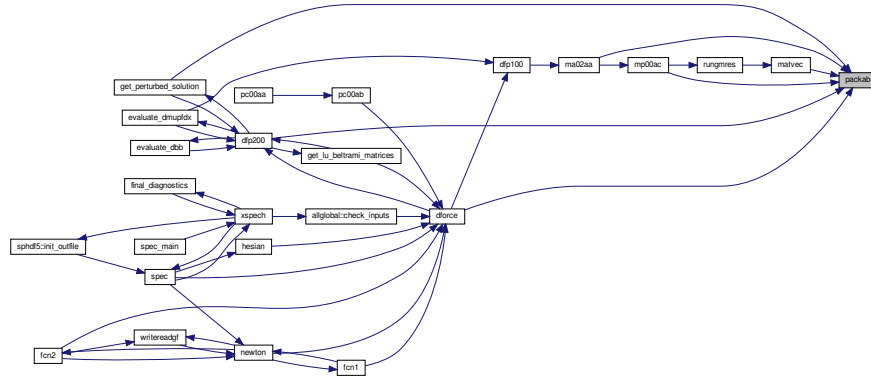 dfp100
ma02aa
mp00ac
rungmres
matvec
packab
get_perturbed_solution
pc00aa
pc00ab
evaluate_dmupfdx
dfp200
evaluate_dbb
get_lu_beltrami_matrices
final_diagnostics
xspech
allglobal::check_inputs
dforce
sphdf5::init_outfile
spec_main
hesian
spec
writereadgf
newton
fcn2
fcn1